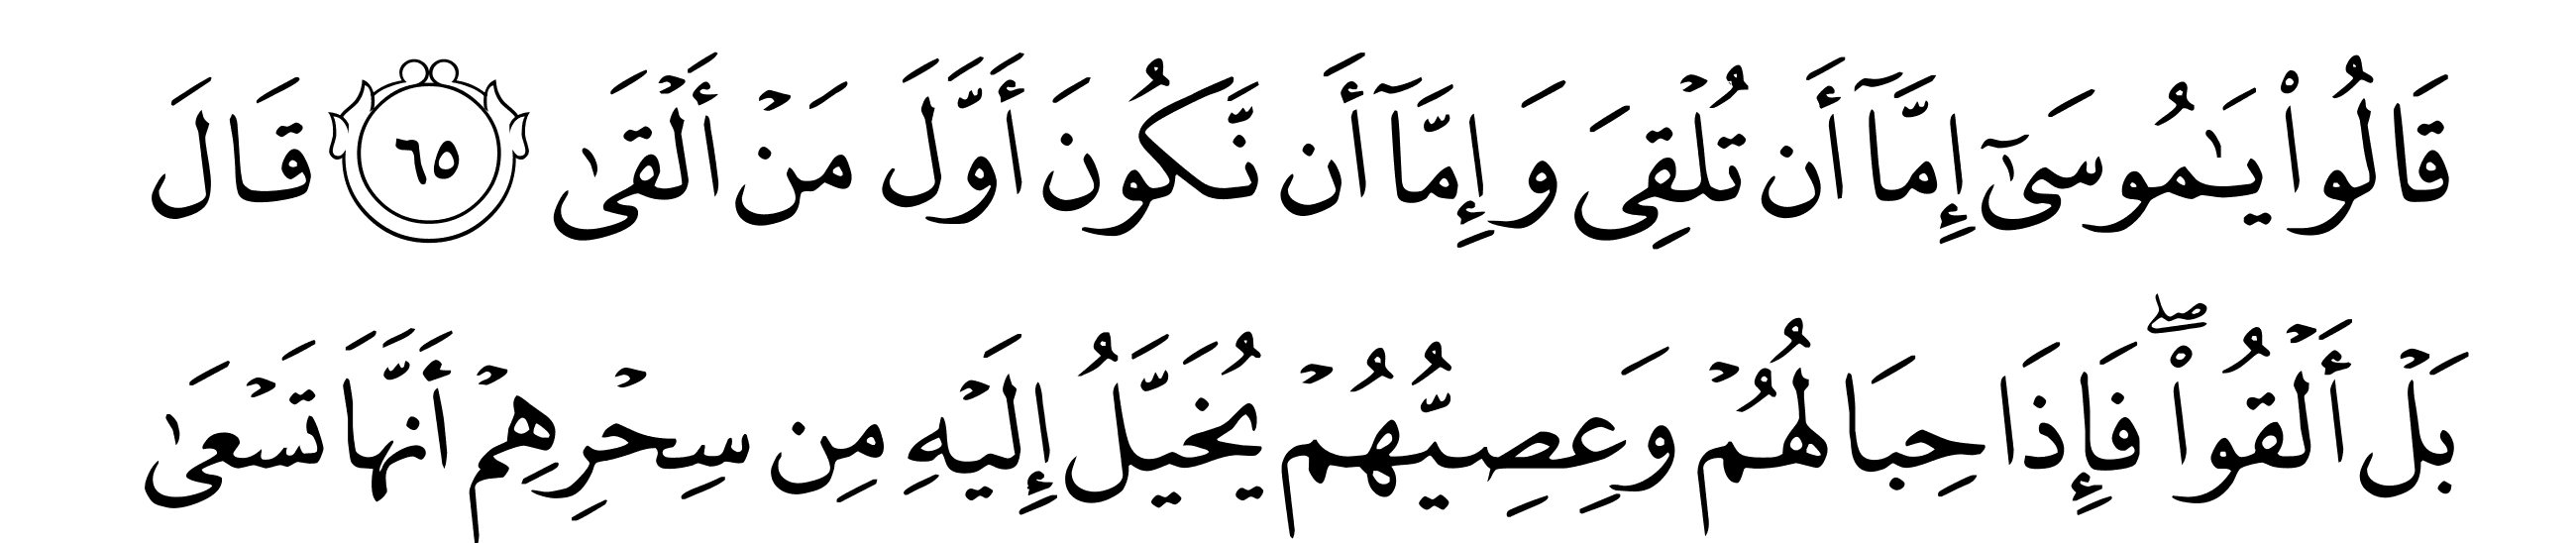 قَالُوا۟ يَـٰمُوسَىٰٓ إِمَّآ أَن تُلْقِىَ وَإِمَّآ أَن نَّكُونَ أَوَّلَ مَنْ أَلْقَىٰ ٦٥ قَالَ
بَلْ أَلْقُوا۟ۖ فَإِذَا حِبَالُهُمْ وَعِصِيُّهُمْ يُخَيَّلُ إِلَيْهِ مِن سِحْرِهِمْ أَنَّهَا تَسْعَىٰ